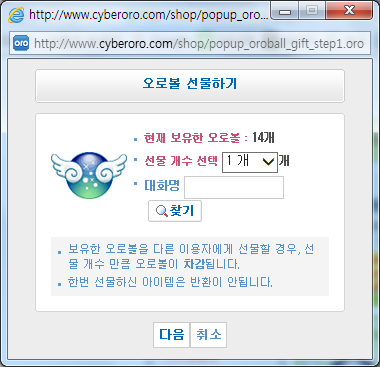 http://www.cyberoro.com/shop/popup_oro
oro http://www.cyberoro.com/shop/popup_oroball_gift_step1.oro
오로볼 선물하기
현재 보유한 오로볼 : 14개
선물 개수 선택 1 개 개
대화명
찾기
보유한 오로볼을 다른 이용자에게 선물할 경우, 선
물 개수 만큼 오로볼이 차감됩니다.
한번 선물하신 아이템은 반환이 안됩니다.
다음 취소